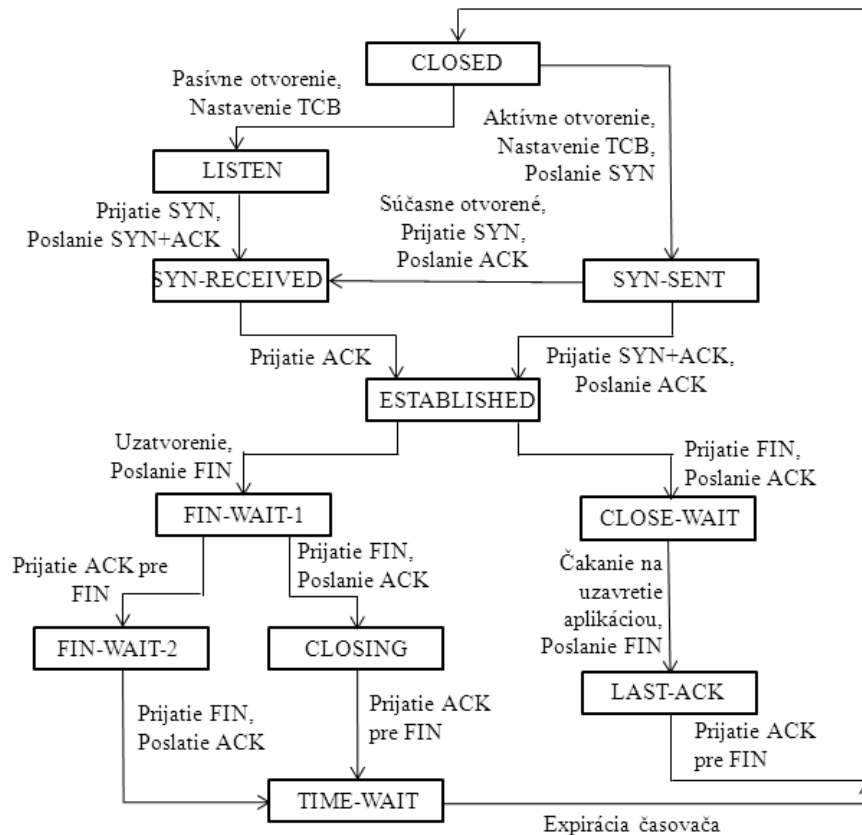 CLOSED
Pasívne otvorenie,
Nastavenie TCB
Aktívne otvorenie,
Nastavenie TCB,
Poslanie SYN
LISTEN
Prijatie SYN,
Poslanie SYN+ACK
Súčasne otvorené,
Prijatie SYN,
Poslanie ACK
SYN-RECEIVED
SYN-SENT
Prijatie ACK
Prijatie SYN+ACK,
Poslanie ACK
ESTABLISHED
Uzatvorenie,
Poslanie FIN
Prijatie FIN,
Poslanie ACK
FIN-WAIT-1
CLOSE-WAIT
Prijatie ACK pre
FIN
Prijatie FIN,
Poslanie ACK
Čakanie na
uzavretie
aplikáciou,
Poslanie FIN
FIN-WAIT-2
CLOSING
LAST-ACK
Prijatie FIN,
Poslatie ACK
Prijatie ACK
pre FIN
Prijatie ACK
pre FIN
TIME-WAIT
Expirácia časovača